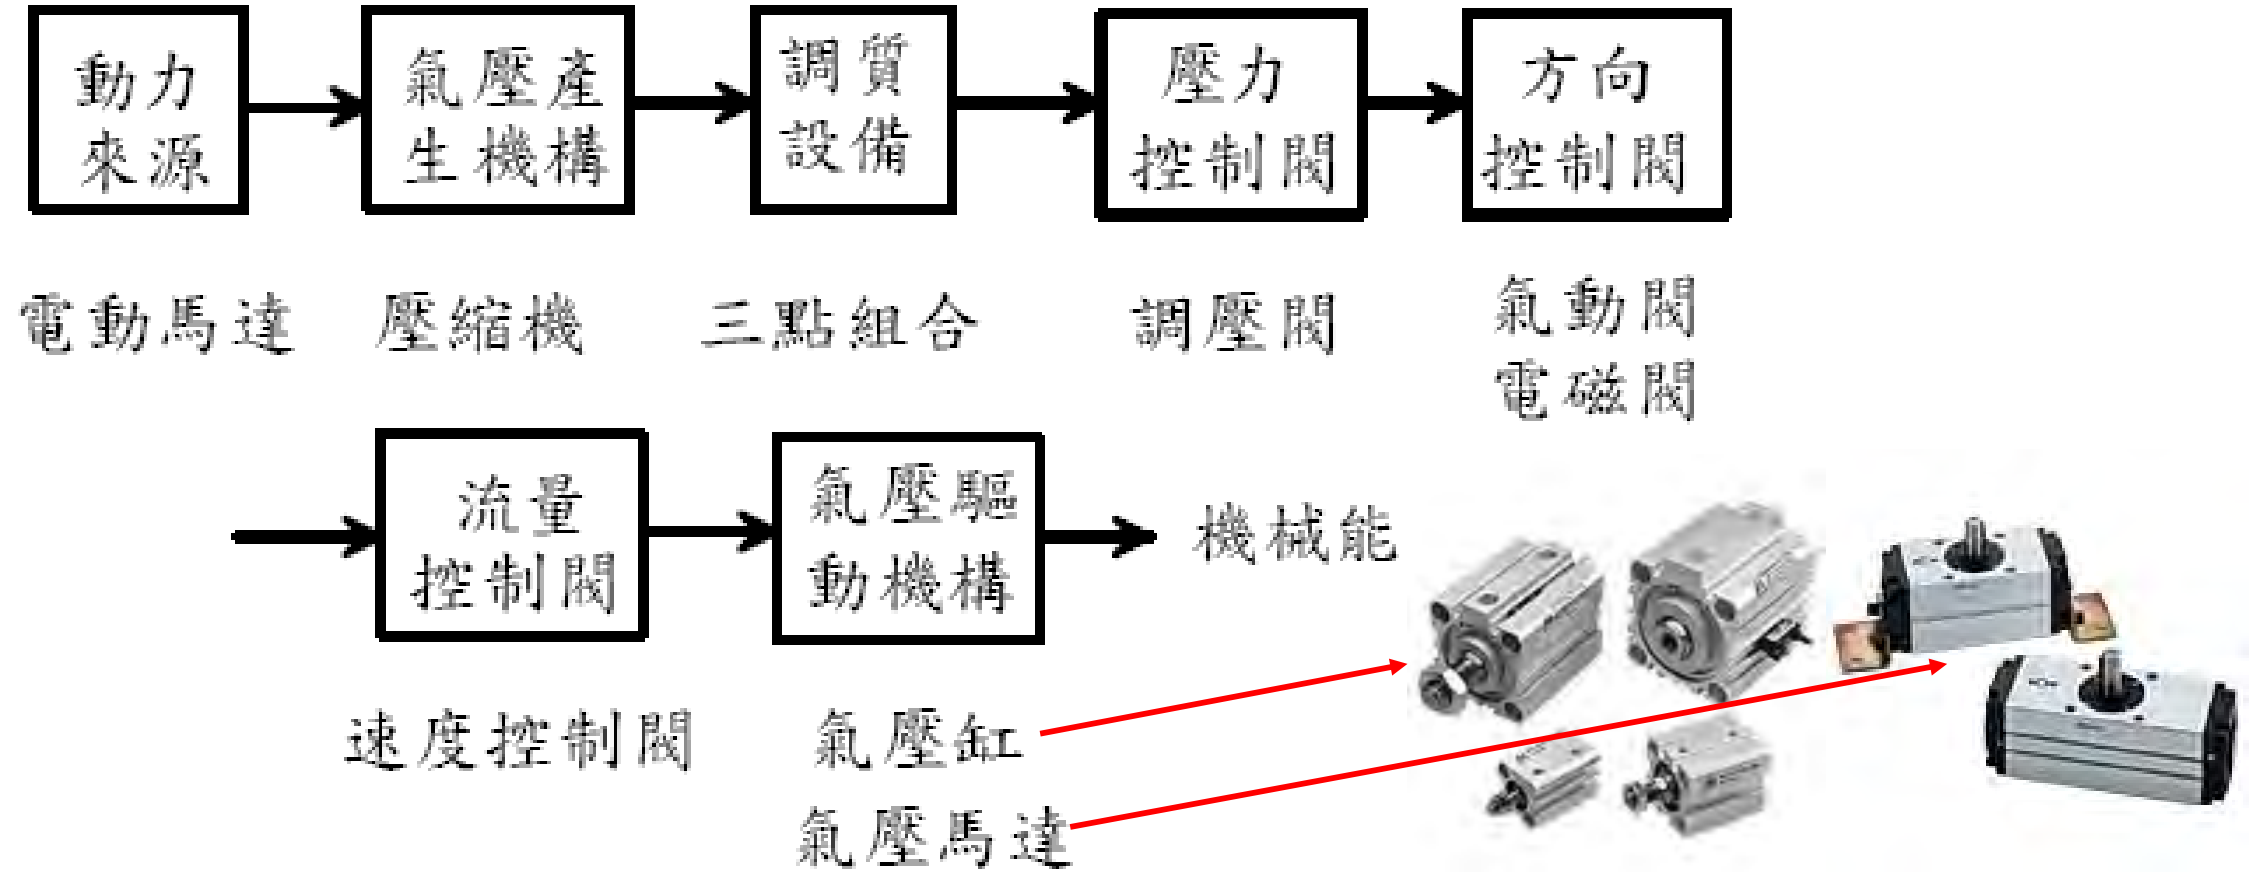 動力
來源
氣壓產
生機構
調質
設備
壓力
控制閥
方向
控制閥
電動馬達
壓縮機
三點組合
調壓閥
氣動閥
電磁閥
流量
控制閥
氣壓驅
動機構
機械能
速度控制閥
氣壓缸
氣壓馬達